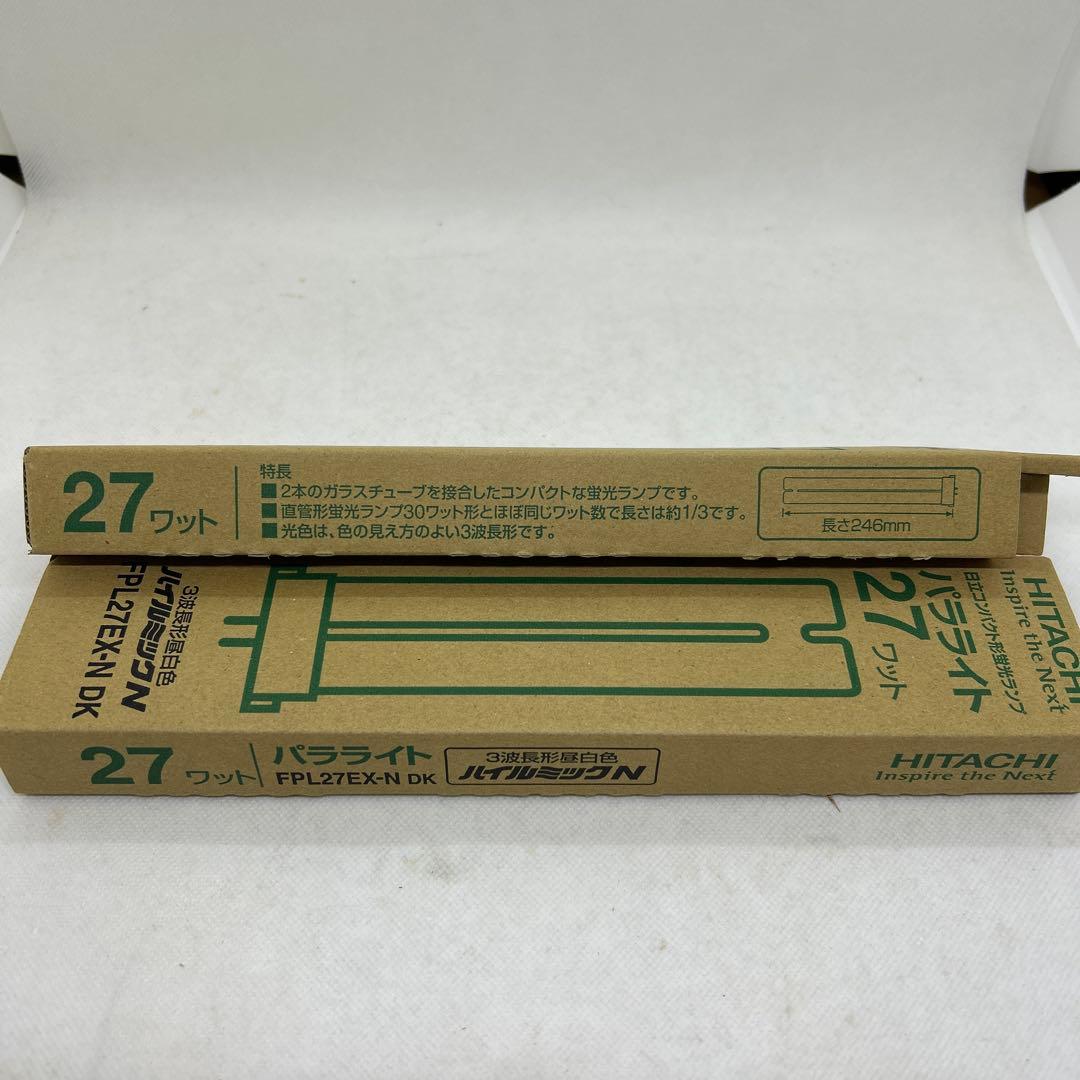 27ワット
特長
■2本のガラスチューブを接合したコンパクトな蛍光ランプです。
■直管形蛍光ランプ30ワット形とほぼ同じワット数で長さは約1/3です。
■光色は、色の見え方のよい3波長形です。
長さ246mm
HITACHI
Inspire the Next
日立コンパクト形蛍光ランプ
パラライト
27ワット
3波長形昼白色
ハイルミックN
FPL27EX-N DK
27ワット
パラライト
FPL27EX-N DK
3波長形昼白色
ハイルミックN
HITACHI
Inspire the Next